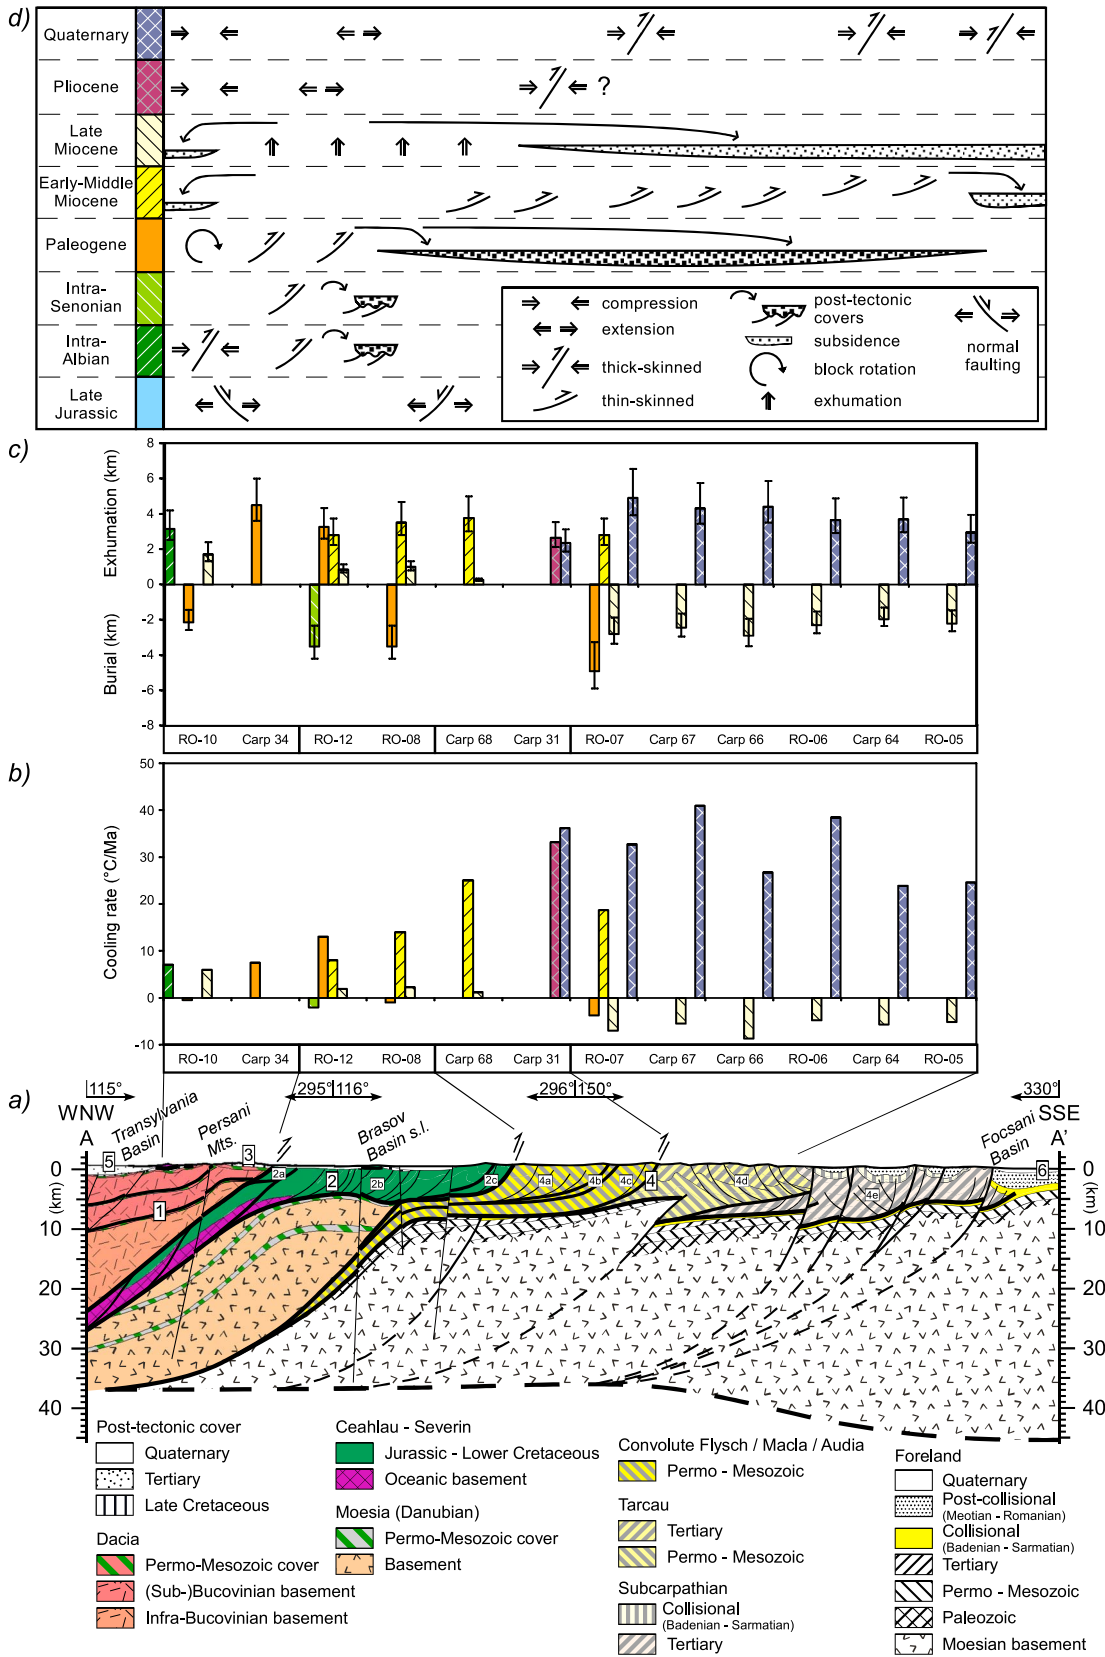 d)
Quaternary
Pliocene
?
Late
Miocene
Early-Middle
Miocene
Paleogene
Intra-
Senonian
Intra-
Albian
Late
Jurassic
compression
extension
thick-skinned
thin-skinned
post-tectonic
covers
subsidence
block rotation
exhumation
normal
faulting
c)
Exhumation (km)
Burial (km)
8
6
4
2
0
-2
-4
-6
-8
RO-10 Carp 34 RO-12 RO-08 Carp 68 Carp 31 RO-07 Carp 67 Carp 66 RO-06 Carp 64 RO-05
b)
Cooling rate (°C/Ma)
50
40
30
20
10
0
-10
RO-10 Carp 34 RO-12 RO-08 Carp 68 Carp 31 RO-07 Carp 67 Carp 66 RO-06 Carp 64 RO-05
a)
115° 295° 116° 296° 150° 330°
WNW
A
SSE
A'
Transylvania
Basin
Persani
Mts.
Brasov
Basin s.l.
Focsani
Basin
0
10
20
30
40
(km)
0
10
20
30
40
(km)
5
3
2a
2
2b
2c
4a
4b
4c
4
4d
4e
6
1
Post-tectonic cover
Quaternary
Tertiary
Late Cretaceous
Dacia
Permo-Mesozoic cover
(Sub-)Bucovinian basement
Infra-Bucovinian basement
Ceahlau - Severin
Jurassic - Lower Cretaceous
Oceanic basement
Moesia (Danubian)
Permo-Mesozoic cover
Basement
Convolute Flysch / Macla / Audia
Permo - Mesozoic
Tarcau
Tertiary
Permo - Mesozoic
Subcarpathian
Collisional
(Badenian - Sarmatian)
Tertiary
Foreland
Quaternary
Post-collisional
(Meotian - Romanian)
Collisional
(Badenian - Sarmatian)
Tertiary
Permo - Mesozoic
Paleozoic
Moesian basement